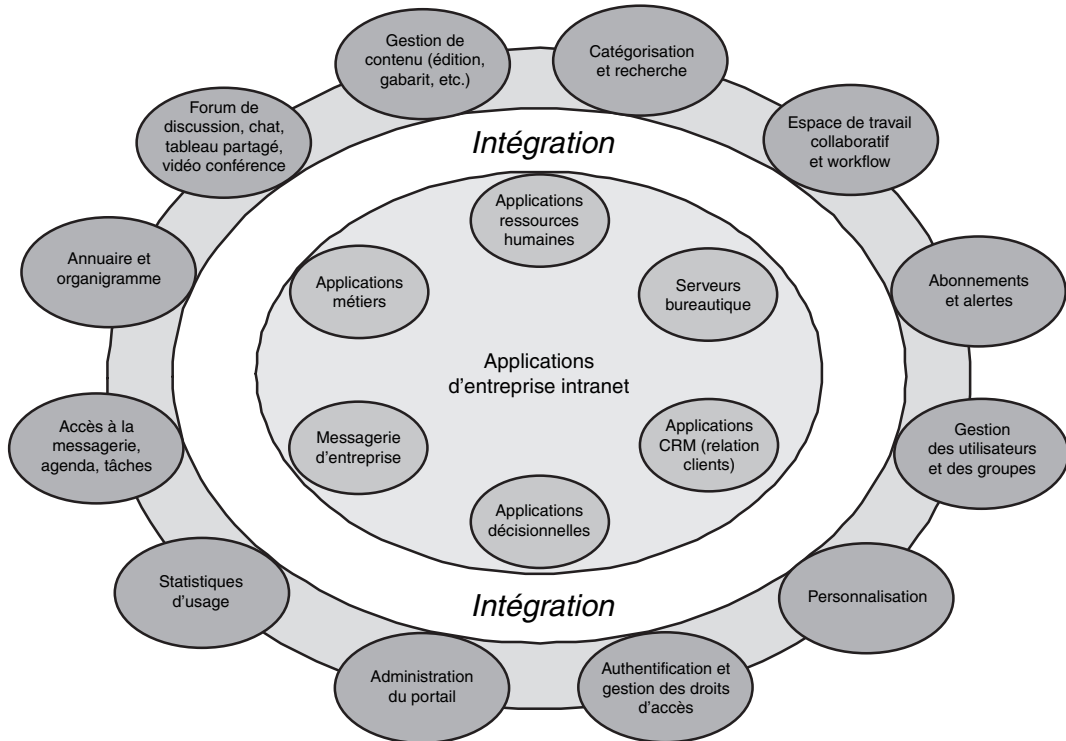 Gestion de
contenu (édition,
gabarit, etc.)
Catégorisation
et recherche
Forum de
discussion, chat,
tableau partagé,
vidéo conférence
Intégration
Espace de travail
collaboratif
et workflow
Applications
ressources
humaines
Annuaire et
organigramme
Applications
métiers
Serveurs
bureautique
Abonnements
et alertes
Applications
d’entreprise intranet
Accès à la
messagerie,
agenda, tâches
Messagerie
d’entreprise
Applications
CRM (relation
clients)
Gestion
des utilisateurs
et des groupes
Applications
décisionnelles
Statistiques
d’usage
Intégration
Personnalisation
Administration
du portail
Authentification et
gestion des droits
d’accès